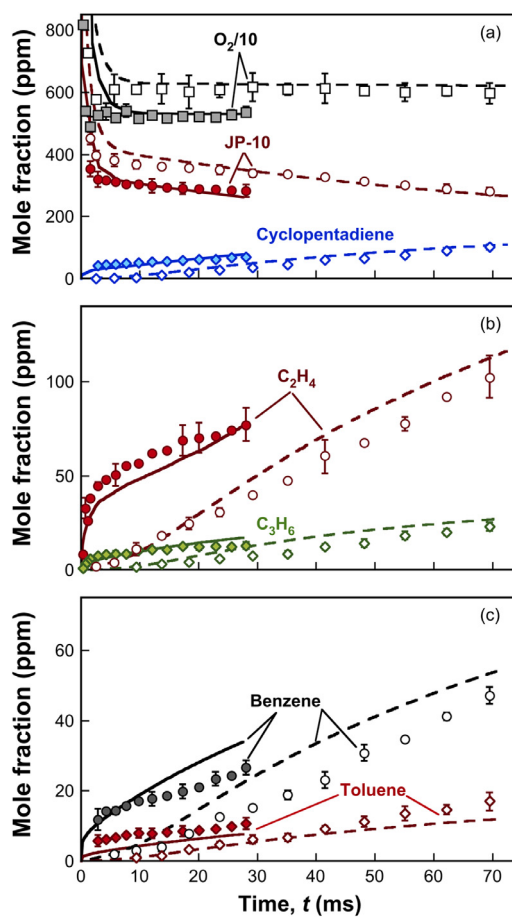 800
(a)
O2/10
600
JP-10
400
200
Cyclopentadiene
0
Mole fraction (ppm)
(b)
C2H4
100
50
C3H6
0
Mole fraction (ppm)
(c)
60
Benzene
40
Toluene
20
0
Mole fraction (ppm)
0 10 20 30 40 50 60 70
Time, t (ms)